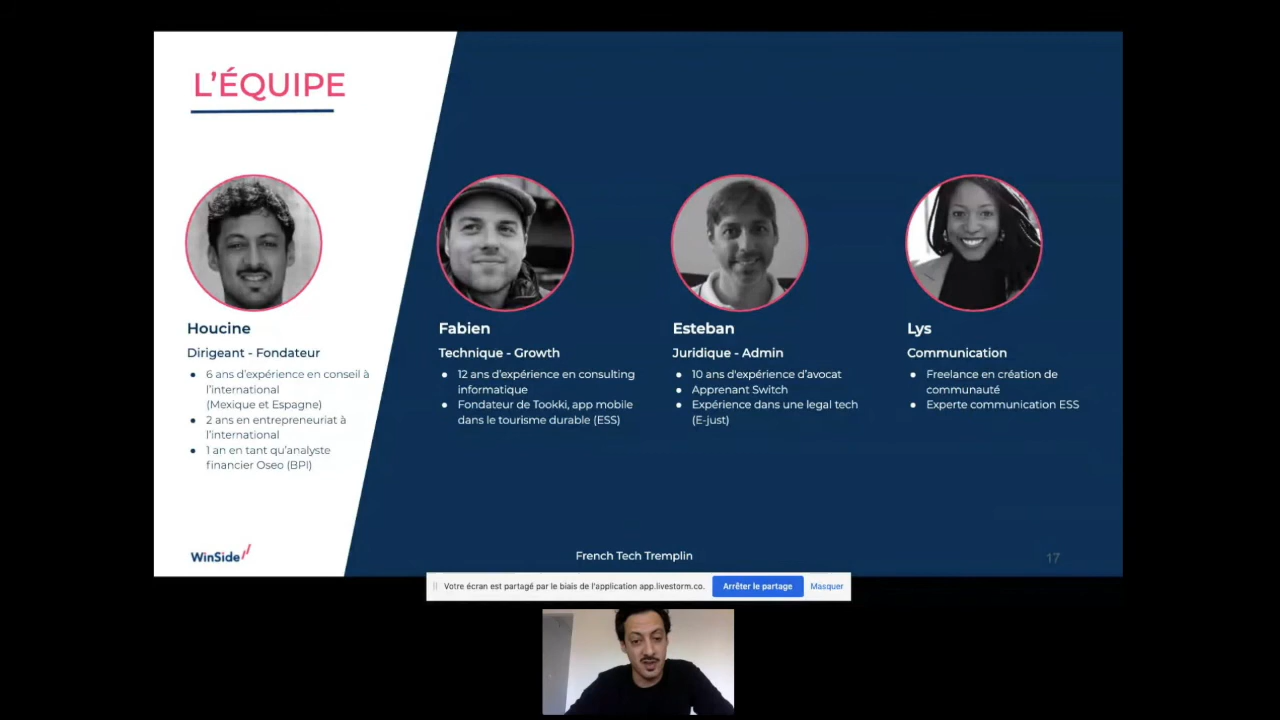 L'ÉQUIPE
Houcine
Dirigeant - Fondateur
● 6 ans d'expérience en conseil à
l'international
(Mexique et Espagne)
● 2 ans en entrepreneuriat à
l'international
● 1 an en tant qu'analyste
financier Oseo (BPI)
Fabien
Technique - Growth
● 12 ans d'expérience en consulting
informatique
● Fondateur de Tookki, app mobile
dans le tourisme durable (ESS)
Esteban
Juridique - Admin
● 10 ans d'expérience d'avocat
● Apprenant Switch
● Expérience dans une legal tech
(E-just)
Lys
Communication
● Freelance en création de
communauté
● Experte communication ESS
WinSide
French Tech Tremplin
17
Votre écran est partagé par le biais de l'application app.livestorm.co.
Arrêter le partage
Masquer